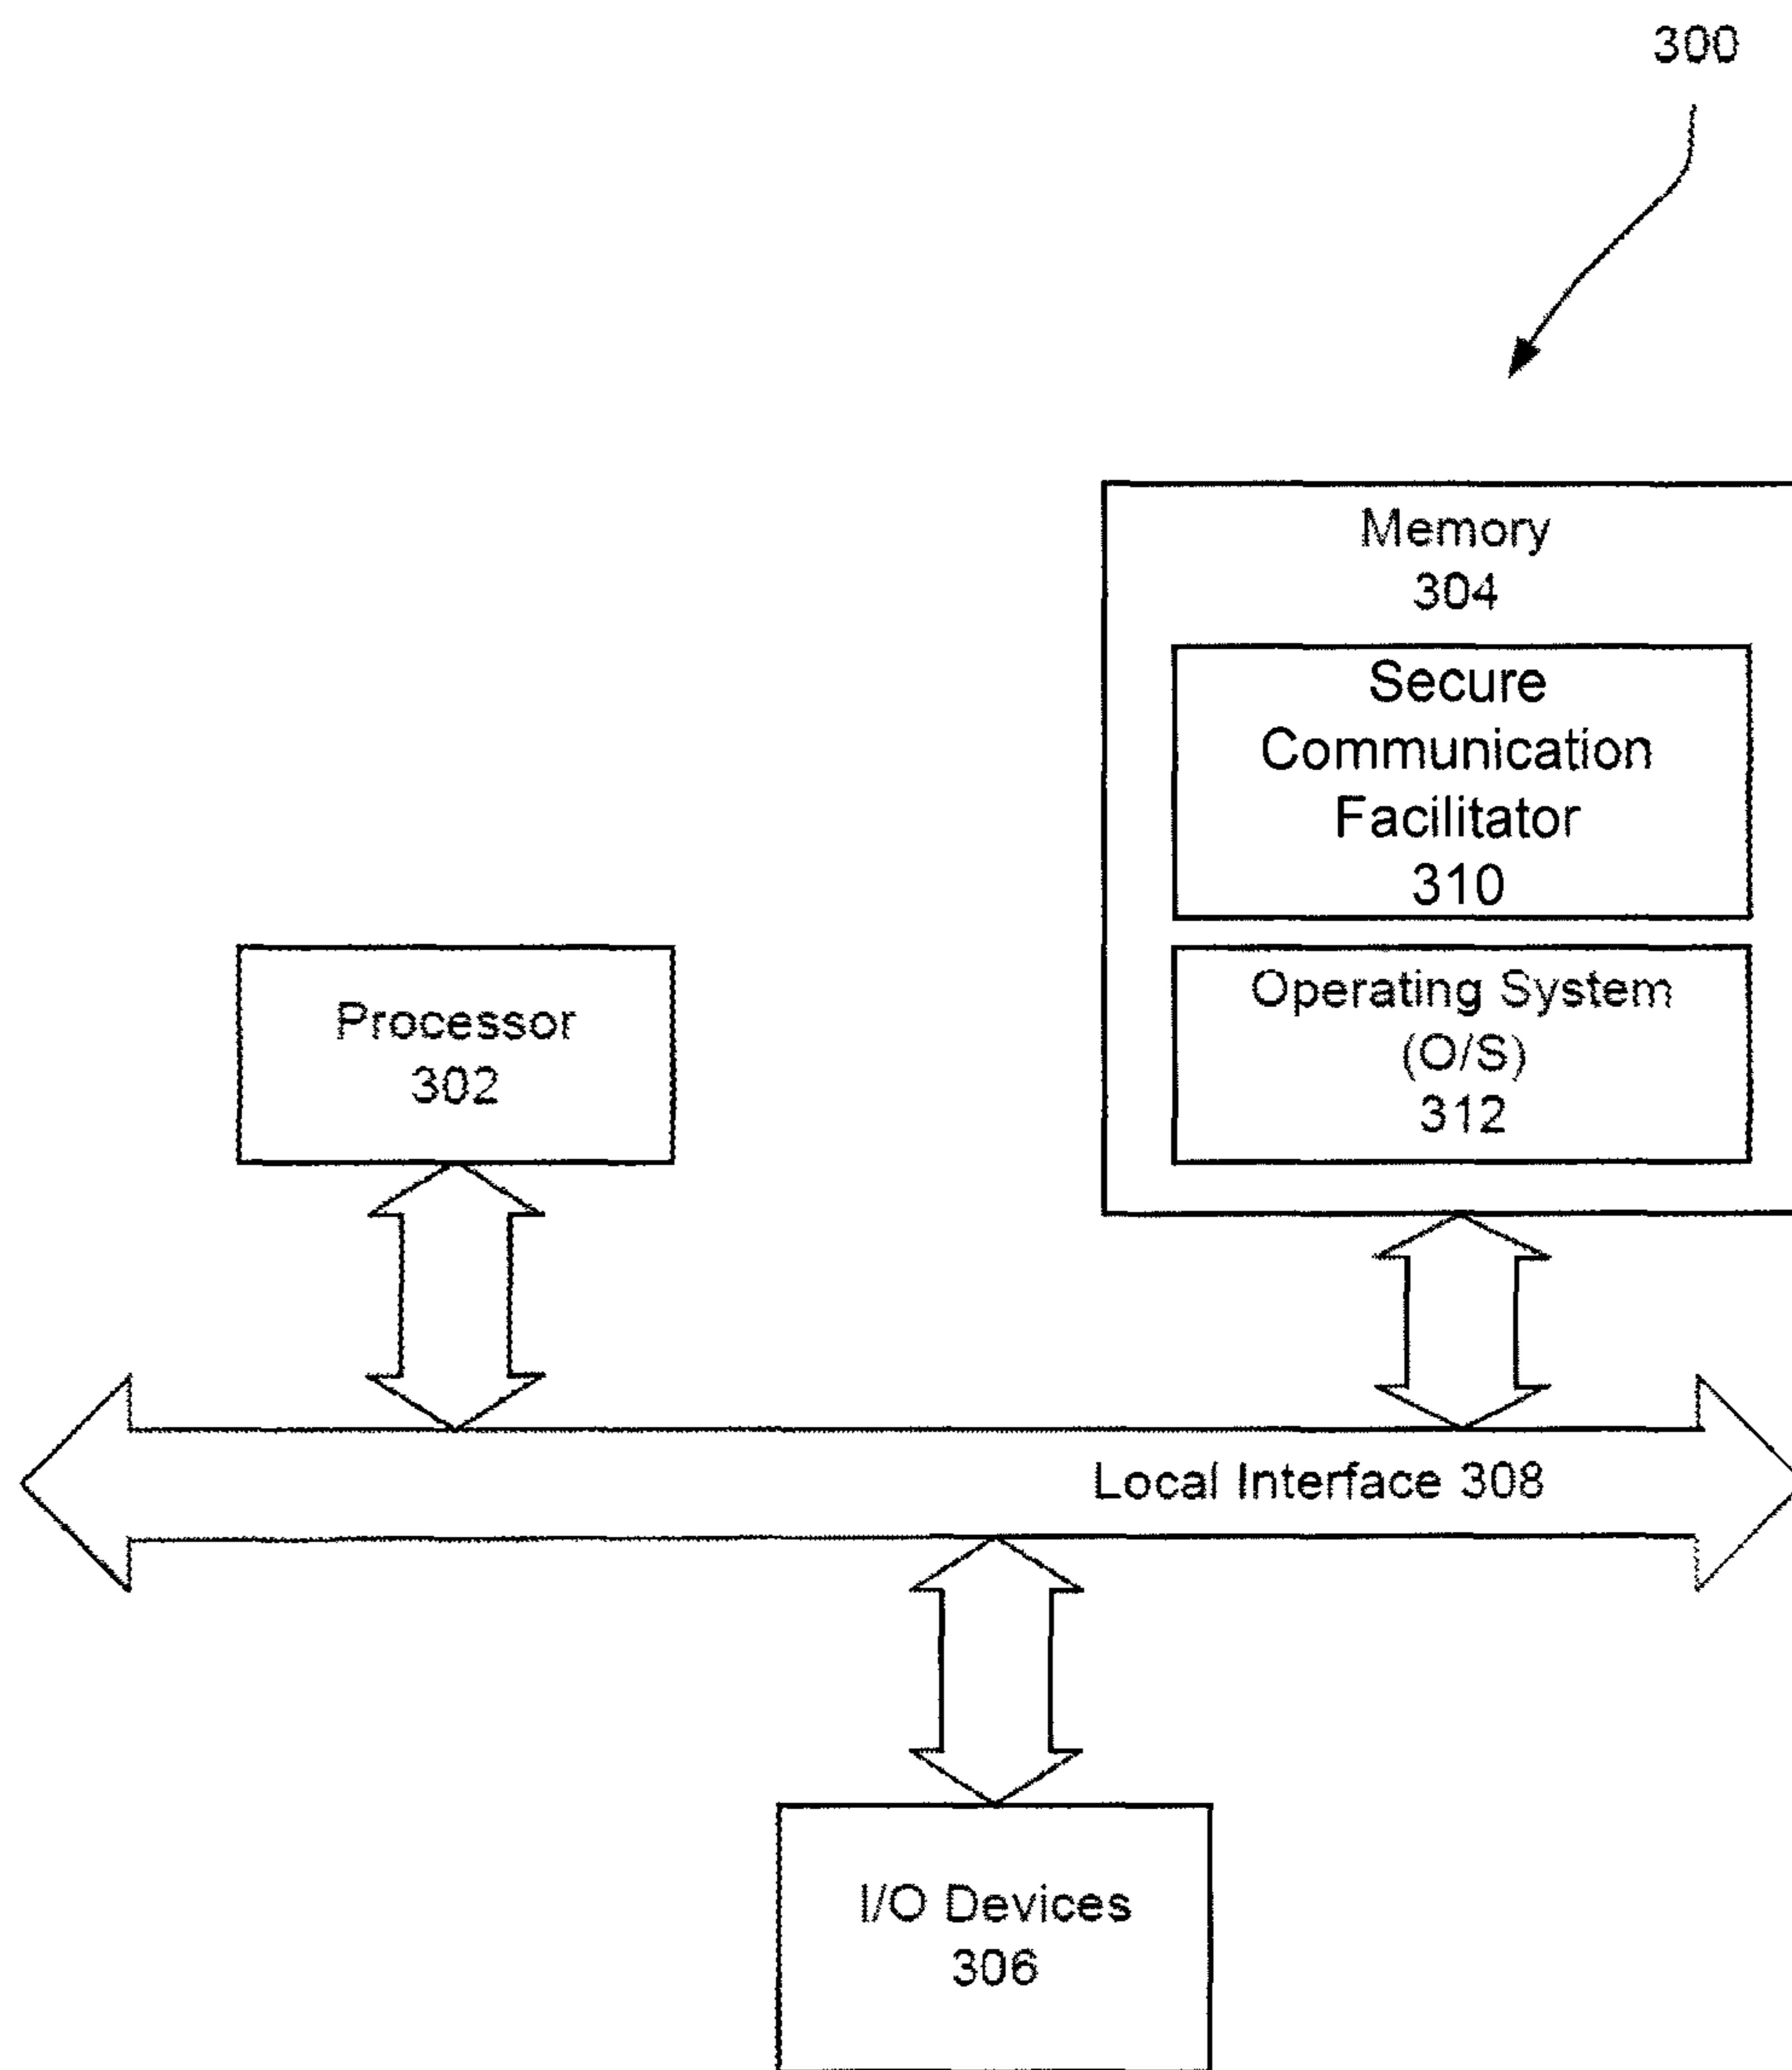 300
Memory
304
Secure
Communication
Facilitator
310
Processor
302
Operating System
(O/S)
312
Local Interface 308
I/O Devices
306